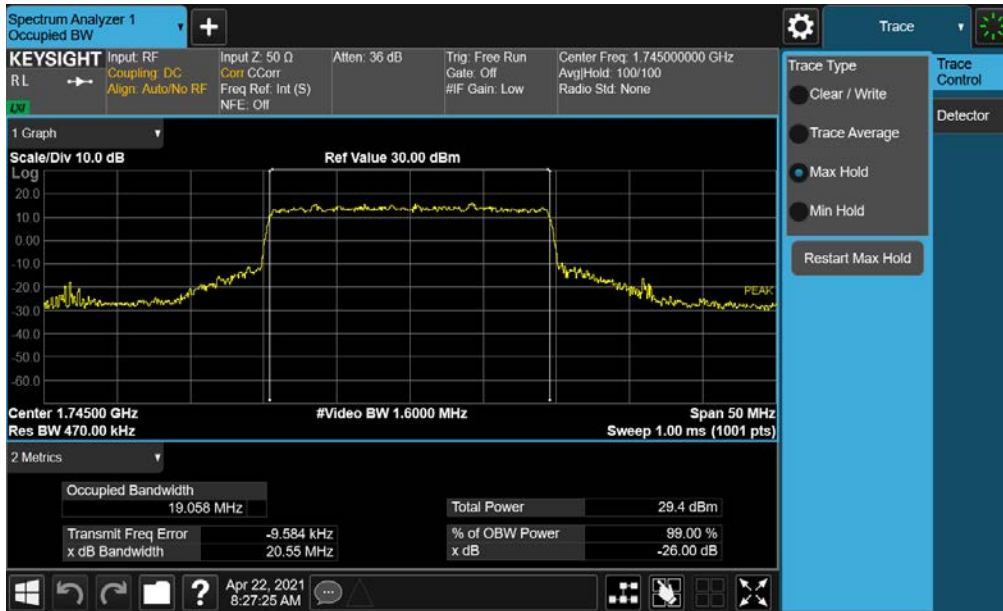 Spectrum Analyzer 1
Occupied BW
+
Trace
KEYSIGHT
RL
LXI
Input: RF
Coupling: DC
Align: Auto/No RF
Input Z: 50 Ω
Corr CCorr
Freq Ref: Int (S)
NFE: Off
Atten: 36 dB
Trig: Free Run
Gate: Off
#IF Gain: Low
Center Freq: 1.745000000 GHz
Avg|Hold: 100/100
Radio Std: None
Trace Type
Clear / Write
Trace Average
Max Hold
Min Hold
Restart Max Hold
Trace
Control
Detector
1 Graph
Scale/Div 10.0 dB
Ref Value 30.00 dBm
Log
20.0
10.0
0.00
-10.0
-20.0
-30.0
-40.0
-50.0
-60.0
PEAK
Center 1.74500 GHz
#Video BW 1.6000 MHz
Span 50 MHz
Res BW 470.00 kHz
Sweep 1.00 ms (1001 pts)
2 Metrics
Occupied Bandwidth
19.058 MHz
Total Power 29.4 dBm
Transmit Freq Error -9.584 kHz
% of OBW Power 99.00 %
x dB Bandwidth 20.55 MHz
x dB -26.00 dB
?
Apr 22, 2021
8:27:25 AM